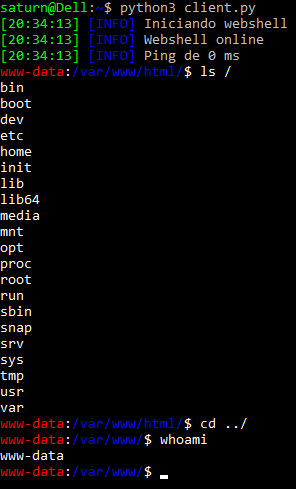 saturn@Dell:~$ python3 client.py
[20:34:13] [INFO] Iniciando webshell
[20:34:13] [INFO] Webshell online
[20:34:13] [INFO] Ping de 0 ms
www-data:/var/www/html/$ ls /
bin
boot
dev
etc
home
init
lib
lib64
media
mnt
opt
proc
root
run
sbin
snap
srv
sys
tmp
usr
var
www-data:/var/www/html/$ cd ../
www-data:/var/www/$ whoami
www-data
www-data:/var/www/$